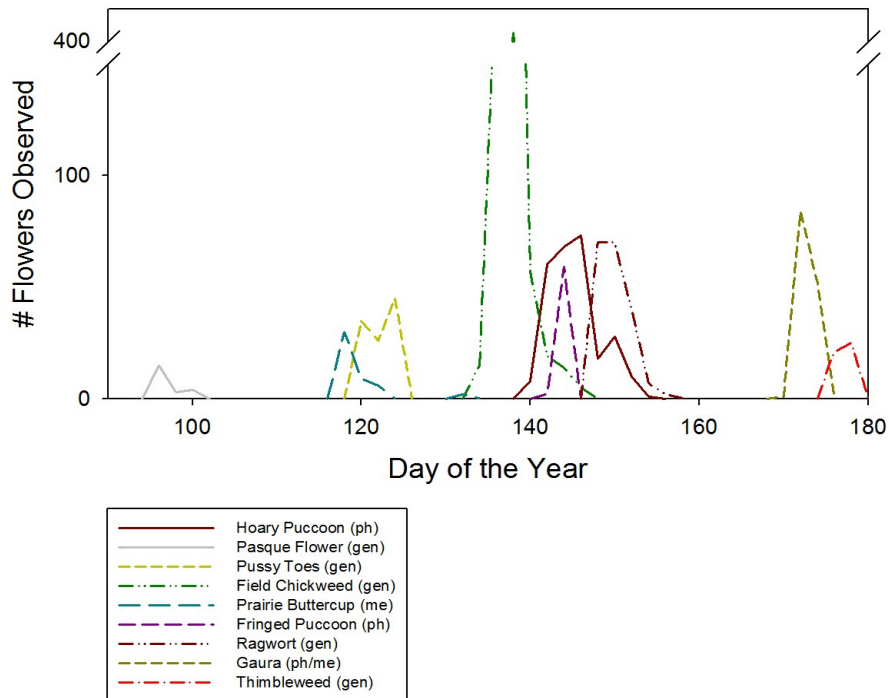 400
100
0
# Flowers Observed
100
120
140
160
180
Day of the Year
Hoary Puccoon (ph)
Pasque Flower (gen)
Pussy Toes (gen)
Field Chickweed (gen)
Prairie Buttercup (me)
Fringed Puccoon (ph)
Ragwort (gen)
Gaura (ph/me)
Thimbleweed (gen)